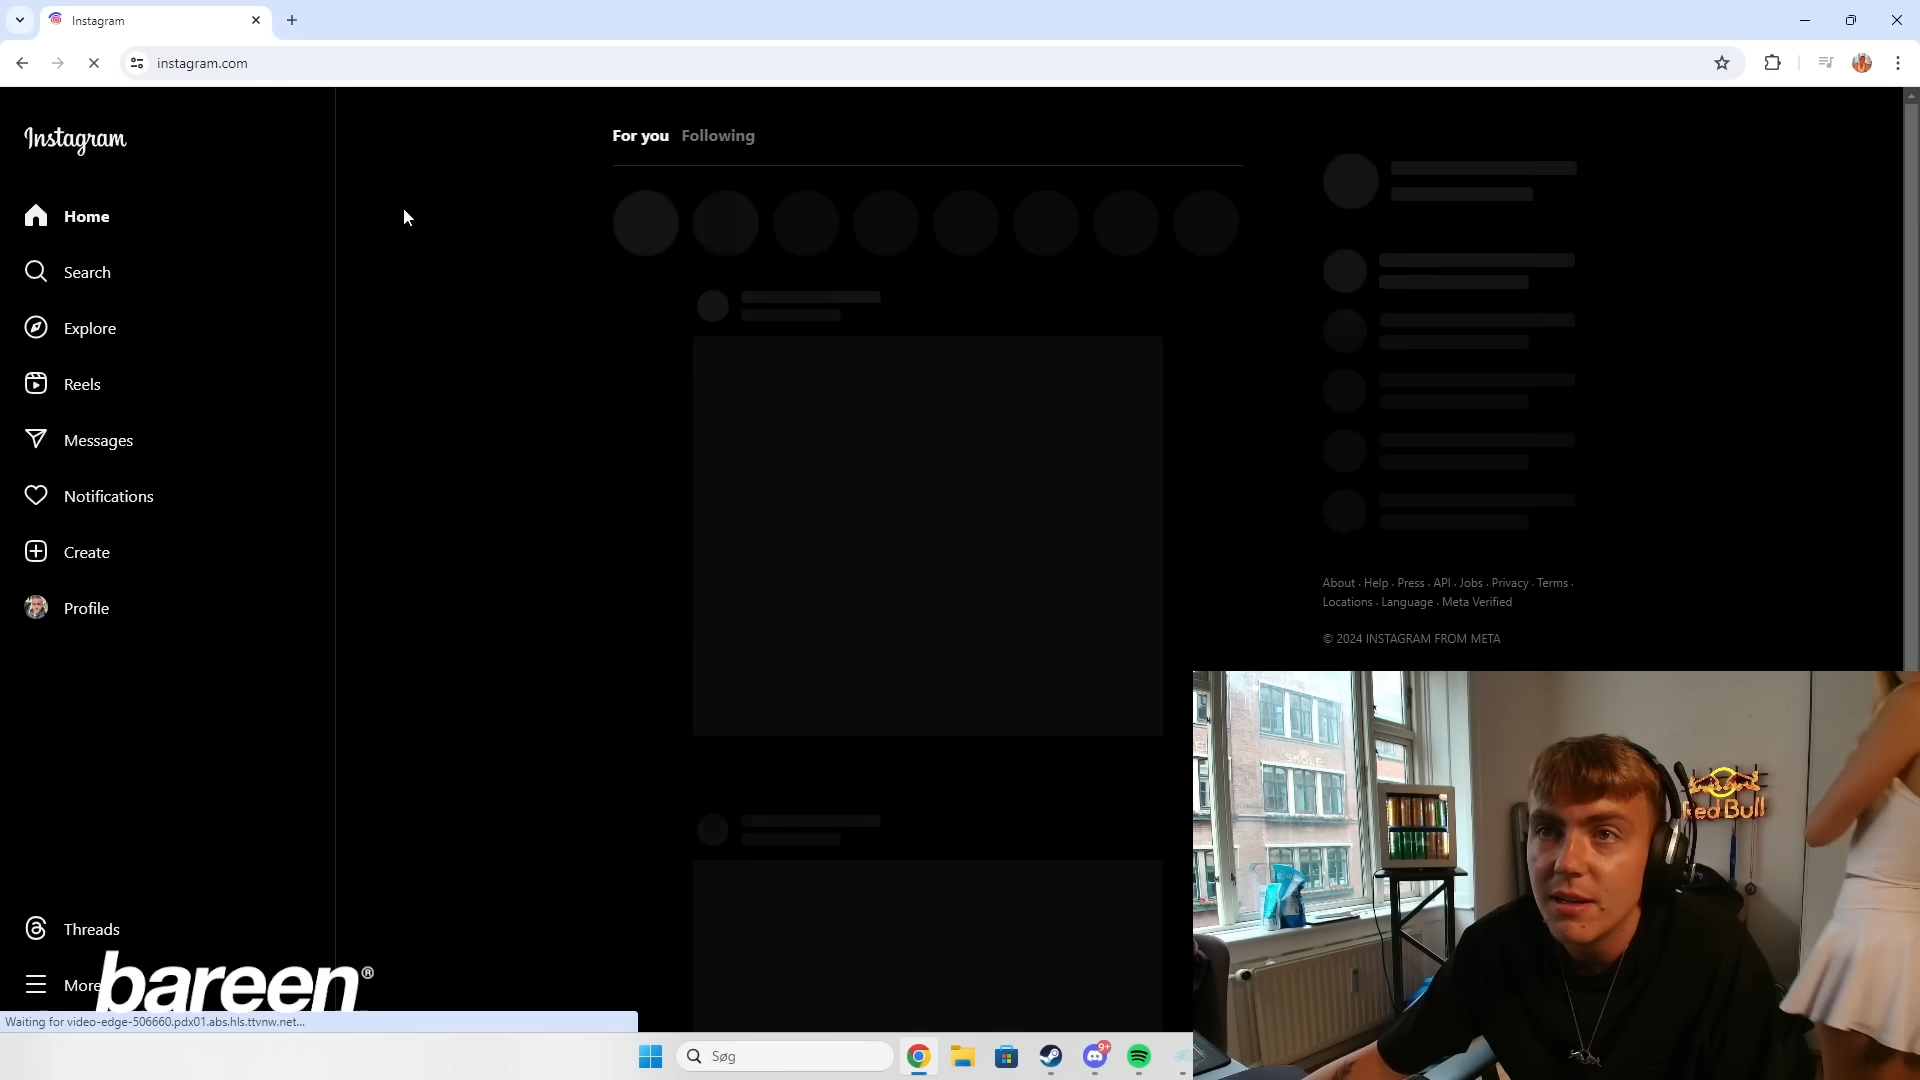 Instagram
instagram.com
Instagram
For you Following
Home
Search
Explore
Reels
Messages
Notifications
Create
Profile
About · Help · Press · API · Jobs · Privacy · Terms ·
Locations · Language · Meta Verified
© 2024 INSTAGRAM FROM META
SKOLE
Red Bull
Threads
More
bareen®
Waiting for video-edge-506660.pdx01.abs.hls.ttvnw.net...
Søg
9+